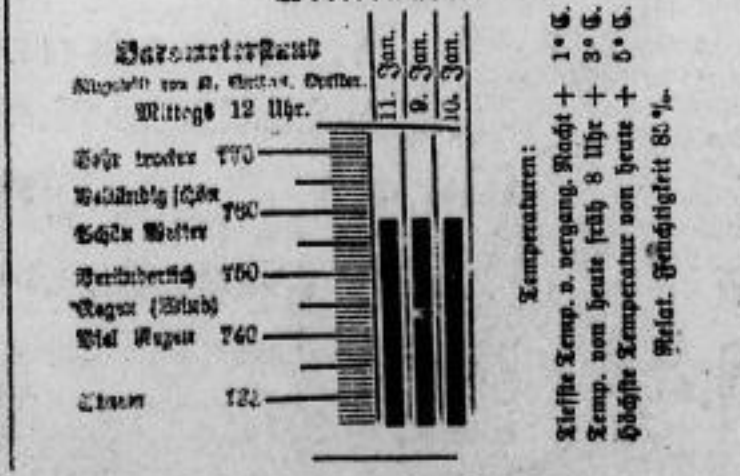 Barometerstand
Mittags 12 Uhr.
11. Jan.
9. Jan.
10. Jan.
Sehr trocken 770
Beständig schön
760
Schön Wetter
Veränderlich 750
Regen (Wind)
Viel Regen 740
Sturm
Temperaturen:
Tiefste Temp. v. vergang. Nacht + 1° C.
Temp. von heute früh 8 Uhr + 3° C.
Höchste Temperatur von heute + 5° C.
Relat. Feuchtigkeit